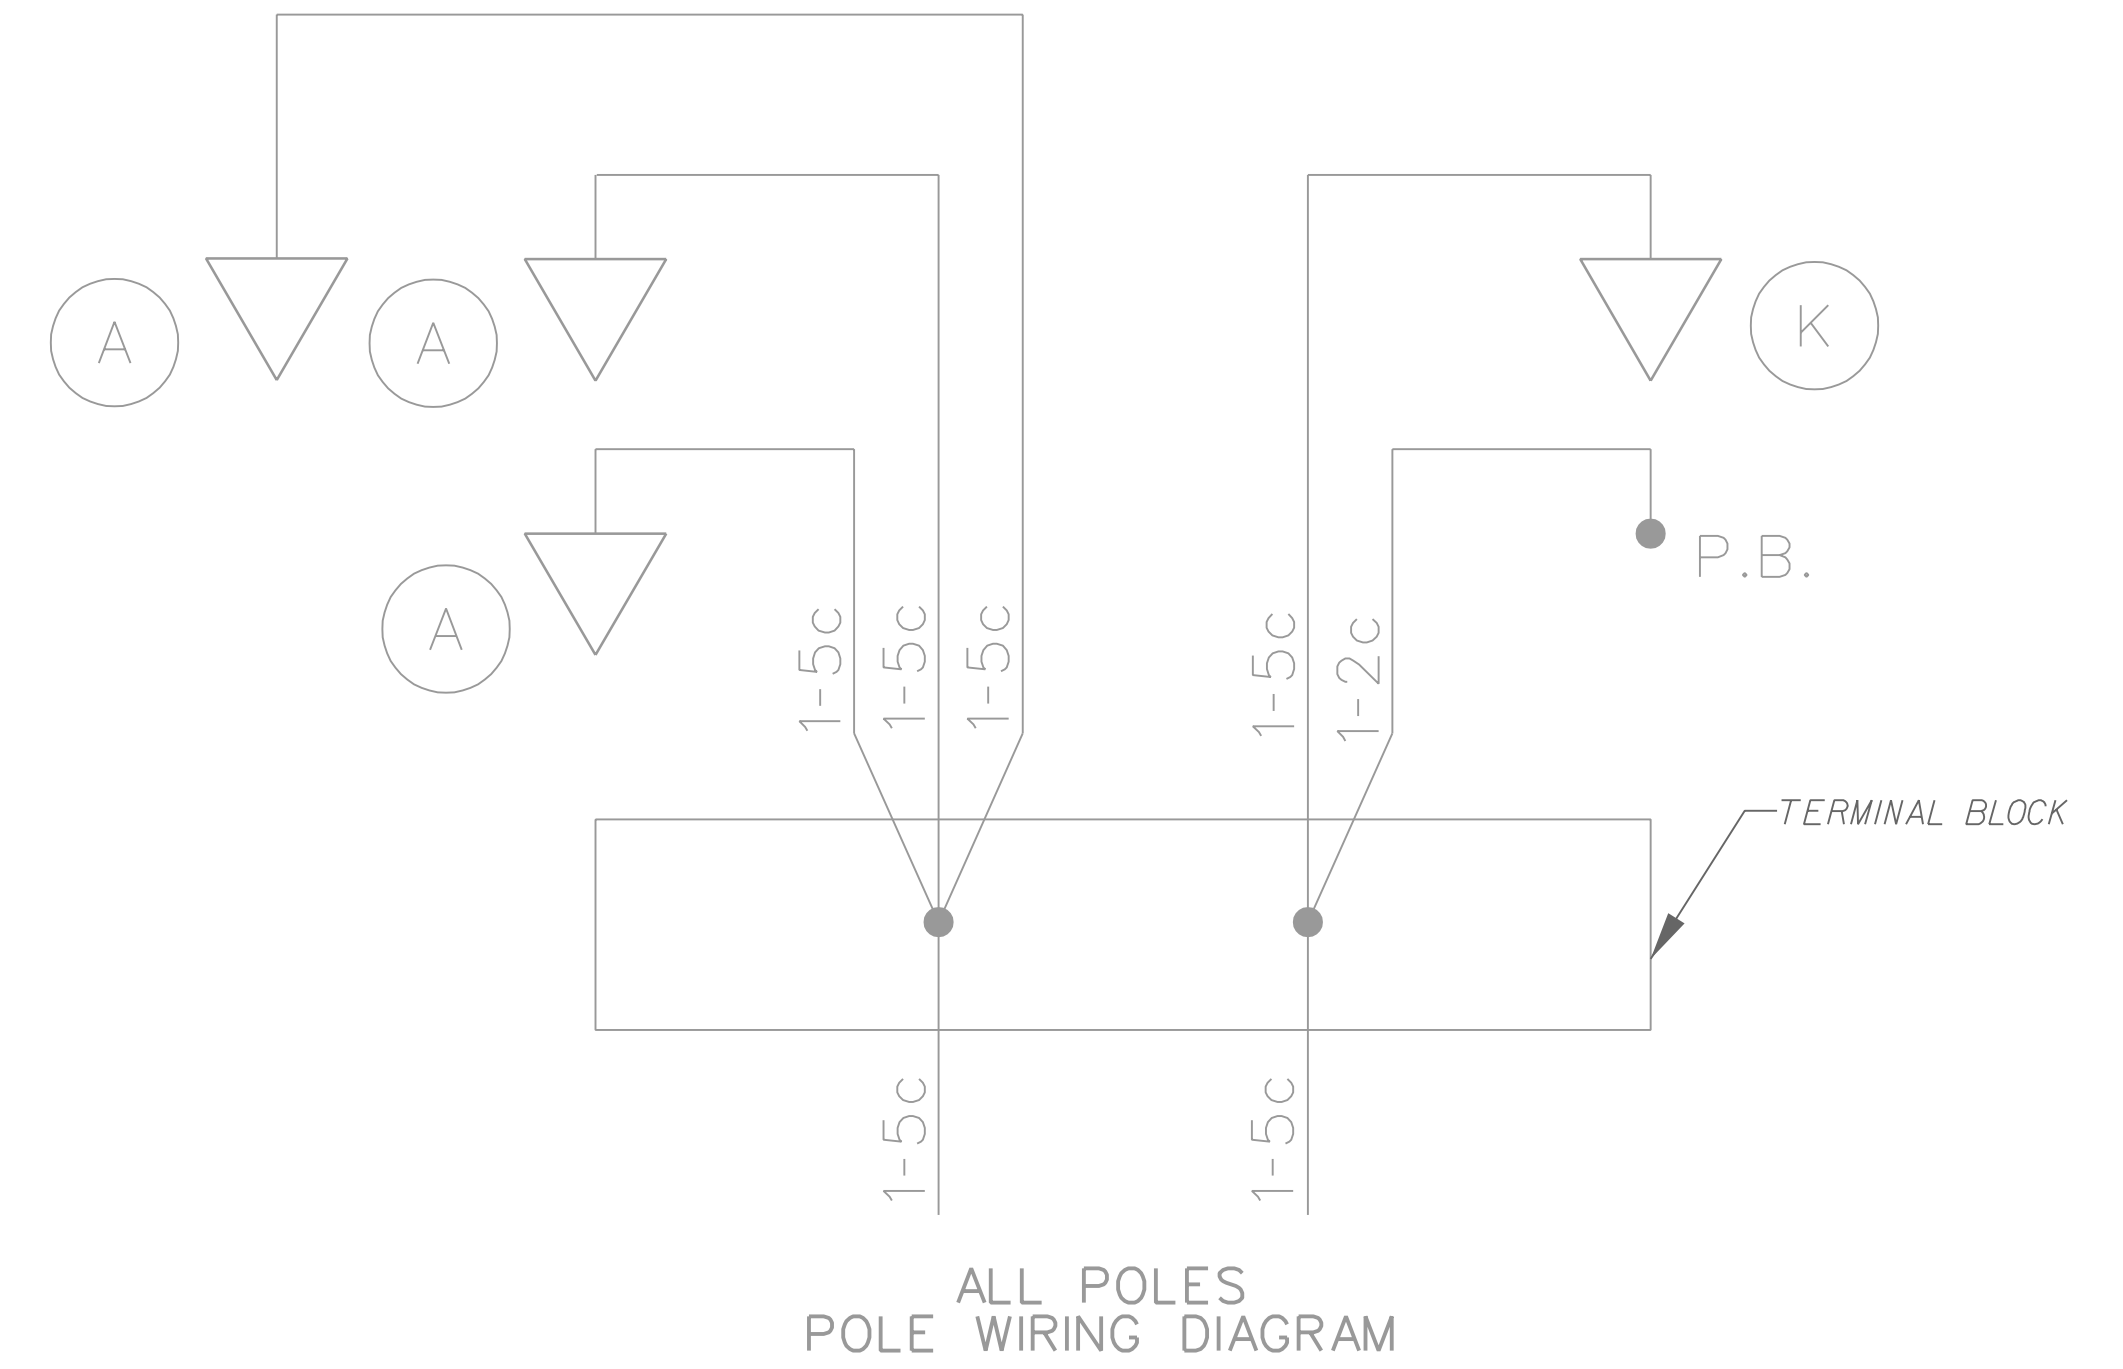 A
A
K
A
P.B.
1-5c
1-5c
1-5c
1-5c
1-2c
TERMINAL BLOCK
1-5c
1-5c
ALL POLES
POLE WIRING DIAGRAM